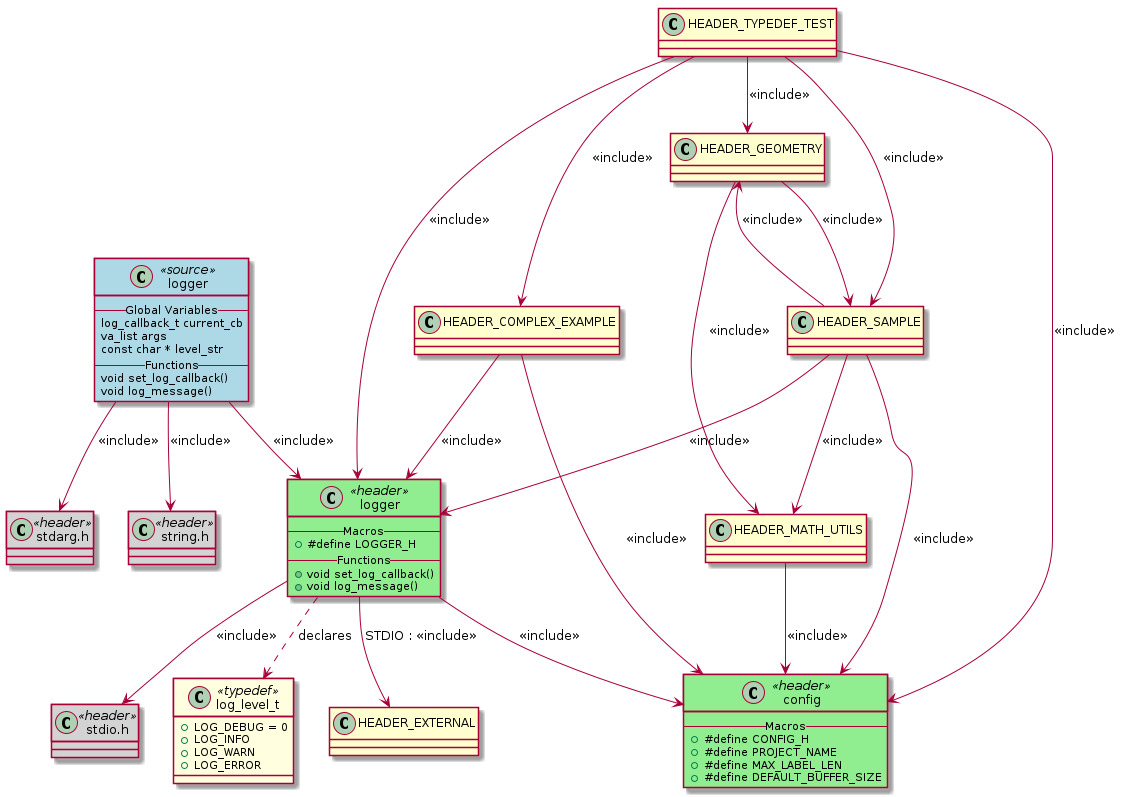 C HEADER_TYPEDEF_TEST
«include»
C HEADER_GEOMETRY
«include»
«include»
«include»
«include»
«include»
C «source»
logger
Global Variables
log_callback_t current_cb
va_list args
const char * level_str
Functions
void set_log_callback()
void log_message()
C HEADER_COMPLEX_EXAMPLE
C HEADER_SAMPLE
«include»
«include»
«include»
«include»
«include»
«include»
«include»
«include»
C «header»
stdarg.h
C «header»
string.h
C «header»
logger
Macros
#define LOGGER_H
Functions
void set_log_callback()
void log_message()
C HEADER_MATH_UTILS
«include»
«include»
«include»
declares
STDIO : «include»
«include»
«include»
C «header»
stdio.h
C «typedef»
log_level_t
LOG_DEBUG = 0
LOG_INFO
LOG_WARN
LOG_ERROR
C HEADER_EXTERNAL
C «header»
config
Macros
#define CONFIG_H
#define PROJECT_NAME
#define MAX_LABEL_LEN
#define DEFAULT_BUFFER_SIZE